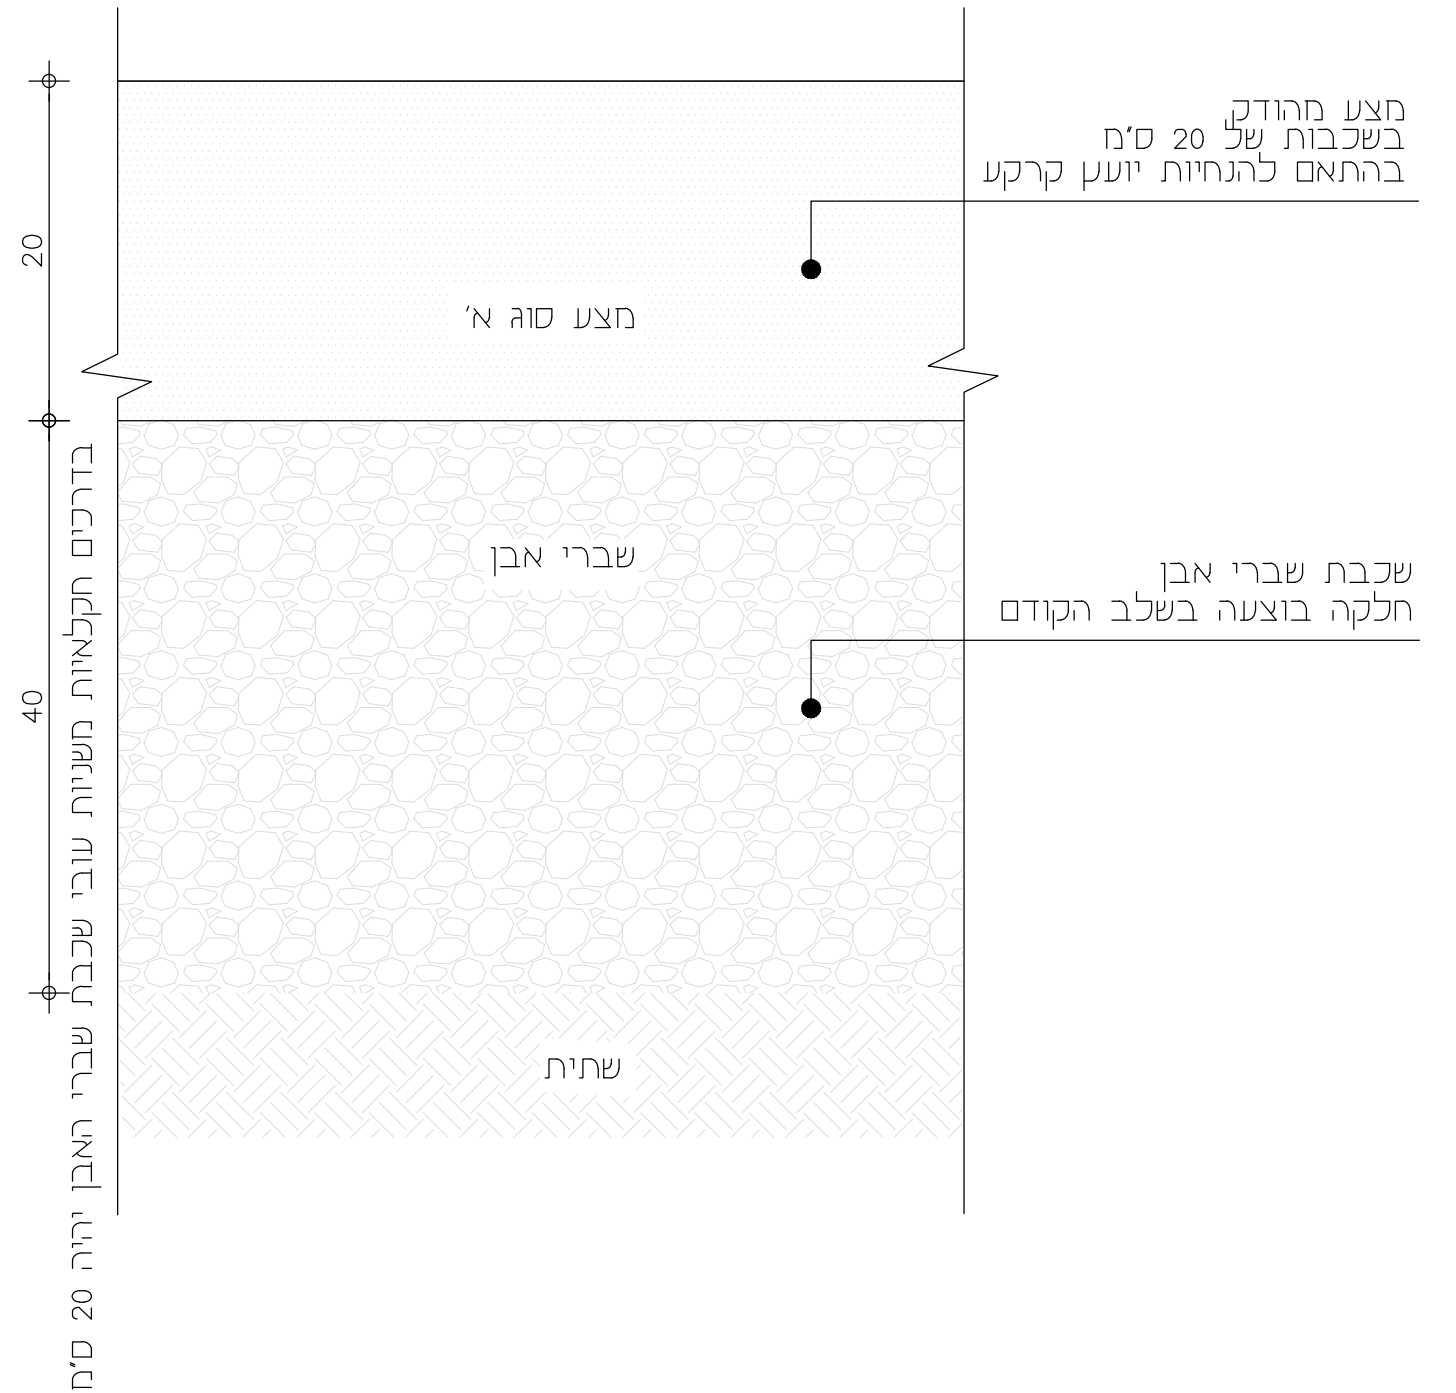 מצע מהודק
בשכבות של 20 ס"מ
בהתאם להנחיות יועץ קרקע
20
מצע סוג א'
שברי אבן
שכבת שברי אבן
חלקה בוצעה בשלב הקודם
40
בדרכים חקלאיות משניות עובי שכבת שברי האבן יהיה 20 ס"מ
שתית